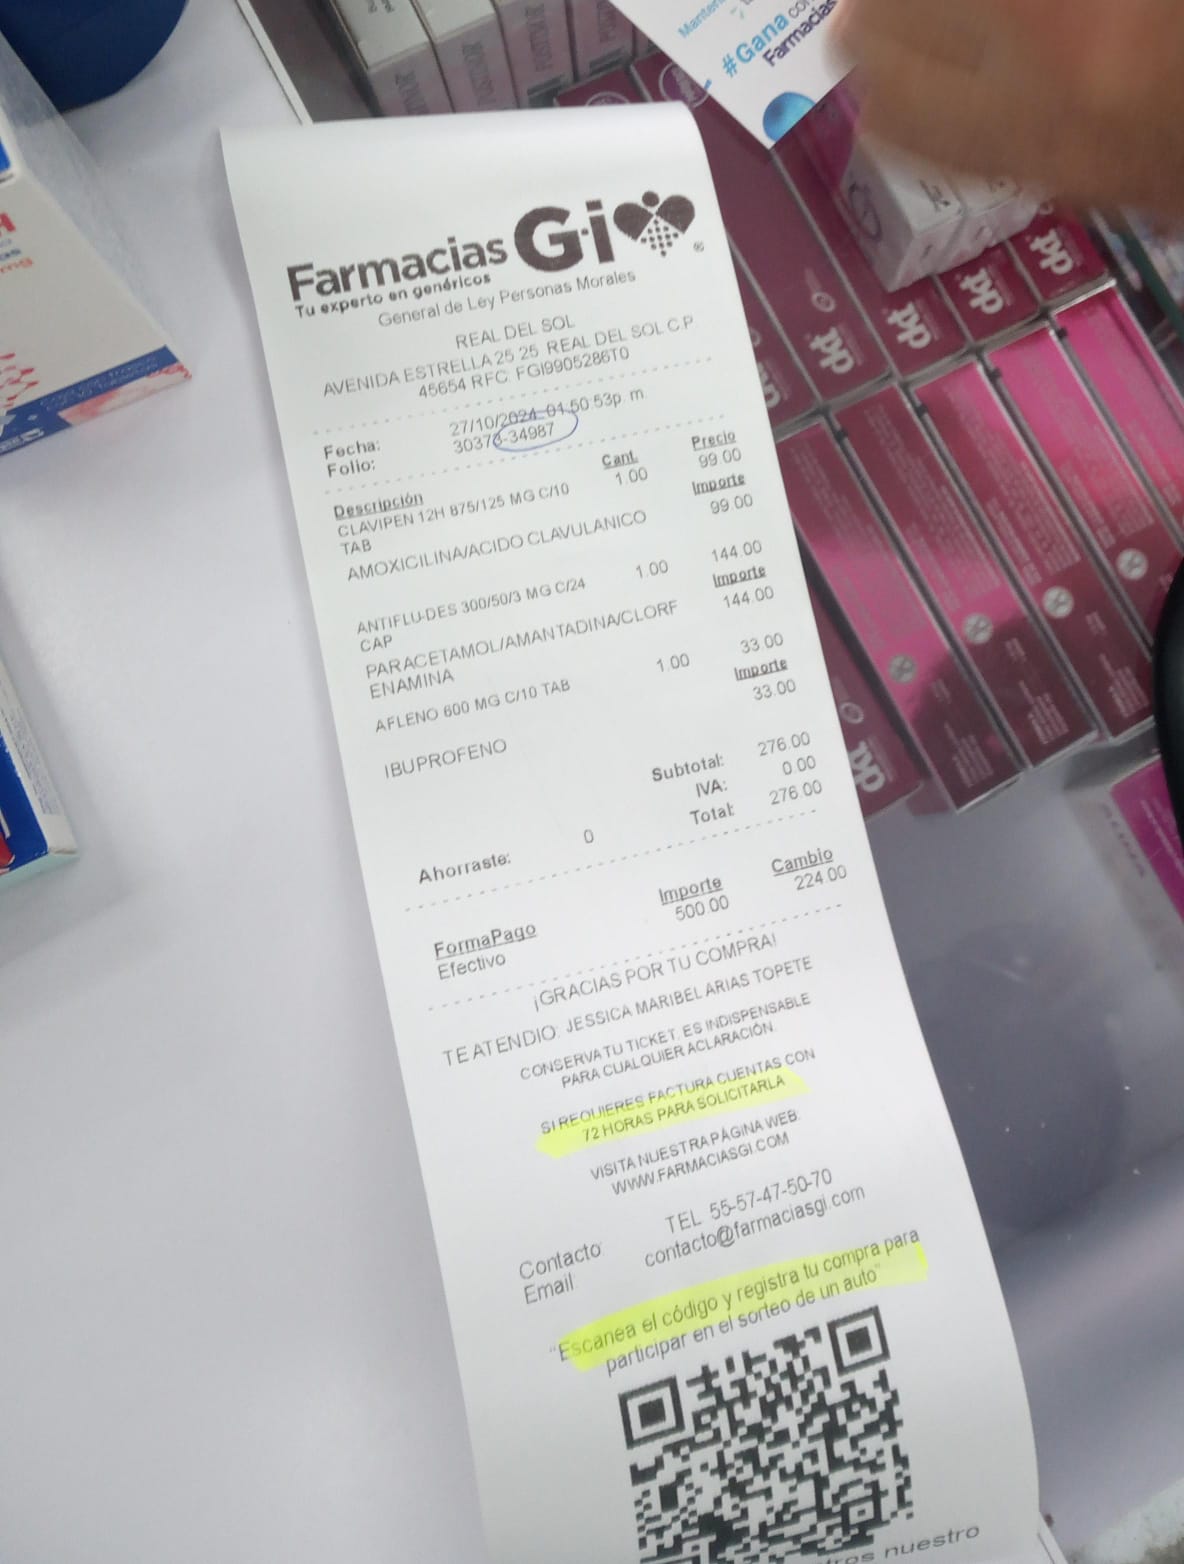 #Gana con
Farmacias
Farmacias Gi
Tu experto en genéricos
General de Ley Personas Morales
REAL DEL SOL
AVENIDA ESTRELLA 25 25 REAL DEL SOL C.P
45654 RFC. FGI9905286T0
Fecha: 27/10/2024 01:50:53p. m.
Folio: 30373-34987
Descripción Cant. Precio
CLAVIPEN 12H 875/125 MG C/10 1.00 99.00
TAB Importe
AMOXICILINA/ACIDO CLAVULANICO 99.00
ANTIFLU-DES 300/50/3 MG C/24 1.00 144.00
CAP Importe
PARACETAMOL/AMANTADINA/CLORF 144.00
ENAMINA
AFLENO 600 MG C/10 TAB 1.00 33.00
Importe
IBUPROFENO 33.00
Subtotal: 276.00
IVA: 0.00
Total: 276.00
Ahorraste: 0
FormaPago Importe Cambio
Efectivo 500.00 224.00
¡GRACIAS POR TU COMPRA!
TE ATENDIO: JESSICA MARIBEL ARIAS TOPETE
CONSERVA TU TICKET, ES INDISPENSABLE
PARA CUALQUIER ACLARACIÓN.
SI REQUIERES FACTURA CUENTAS CON
72 HORAS PARA SOLICITARLA
VISITA NUESTRA PÁGINA WEB:
WWW.FARMACIASGI.COM
Contacto TEL 55-57-47-50-70
Email contacto@farmaciasgi.com
"Escanea el código y registra tu compra para
participar en el sorteo de un auto"
nuestro